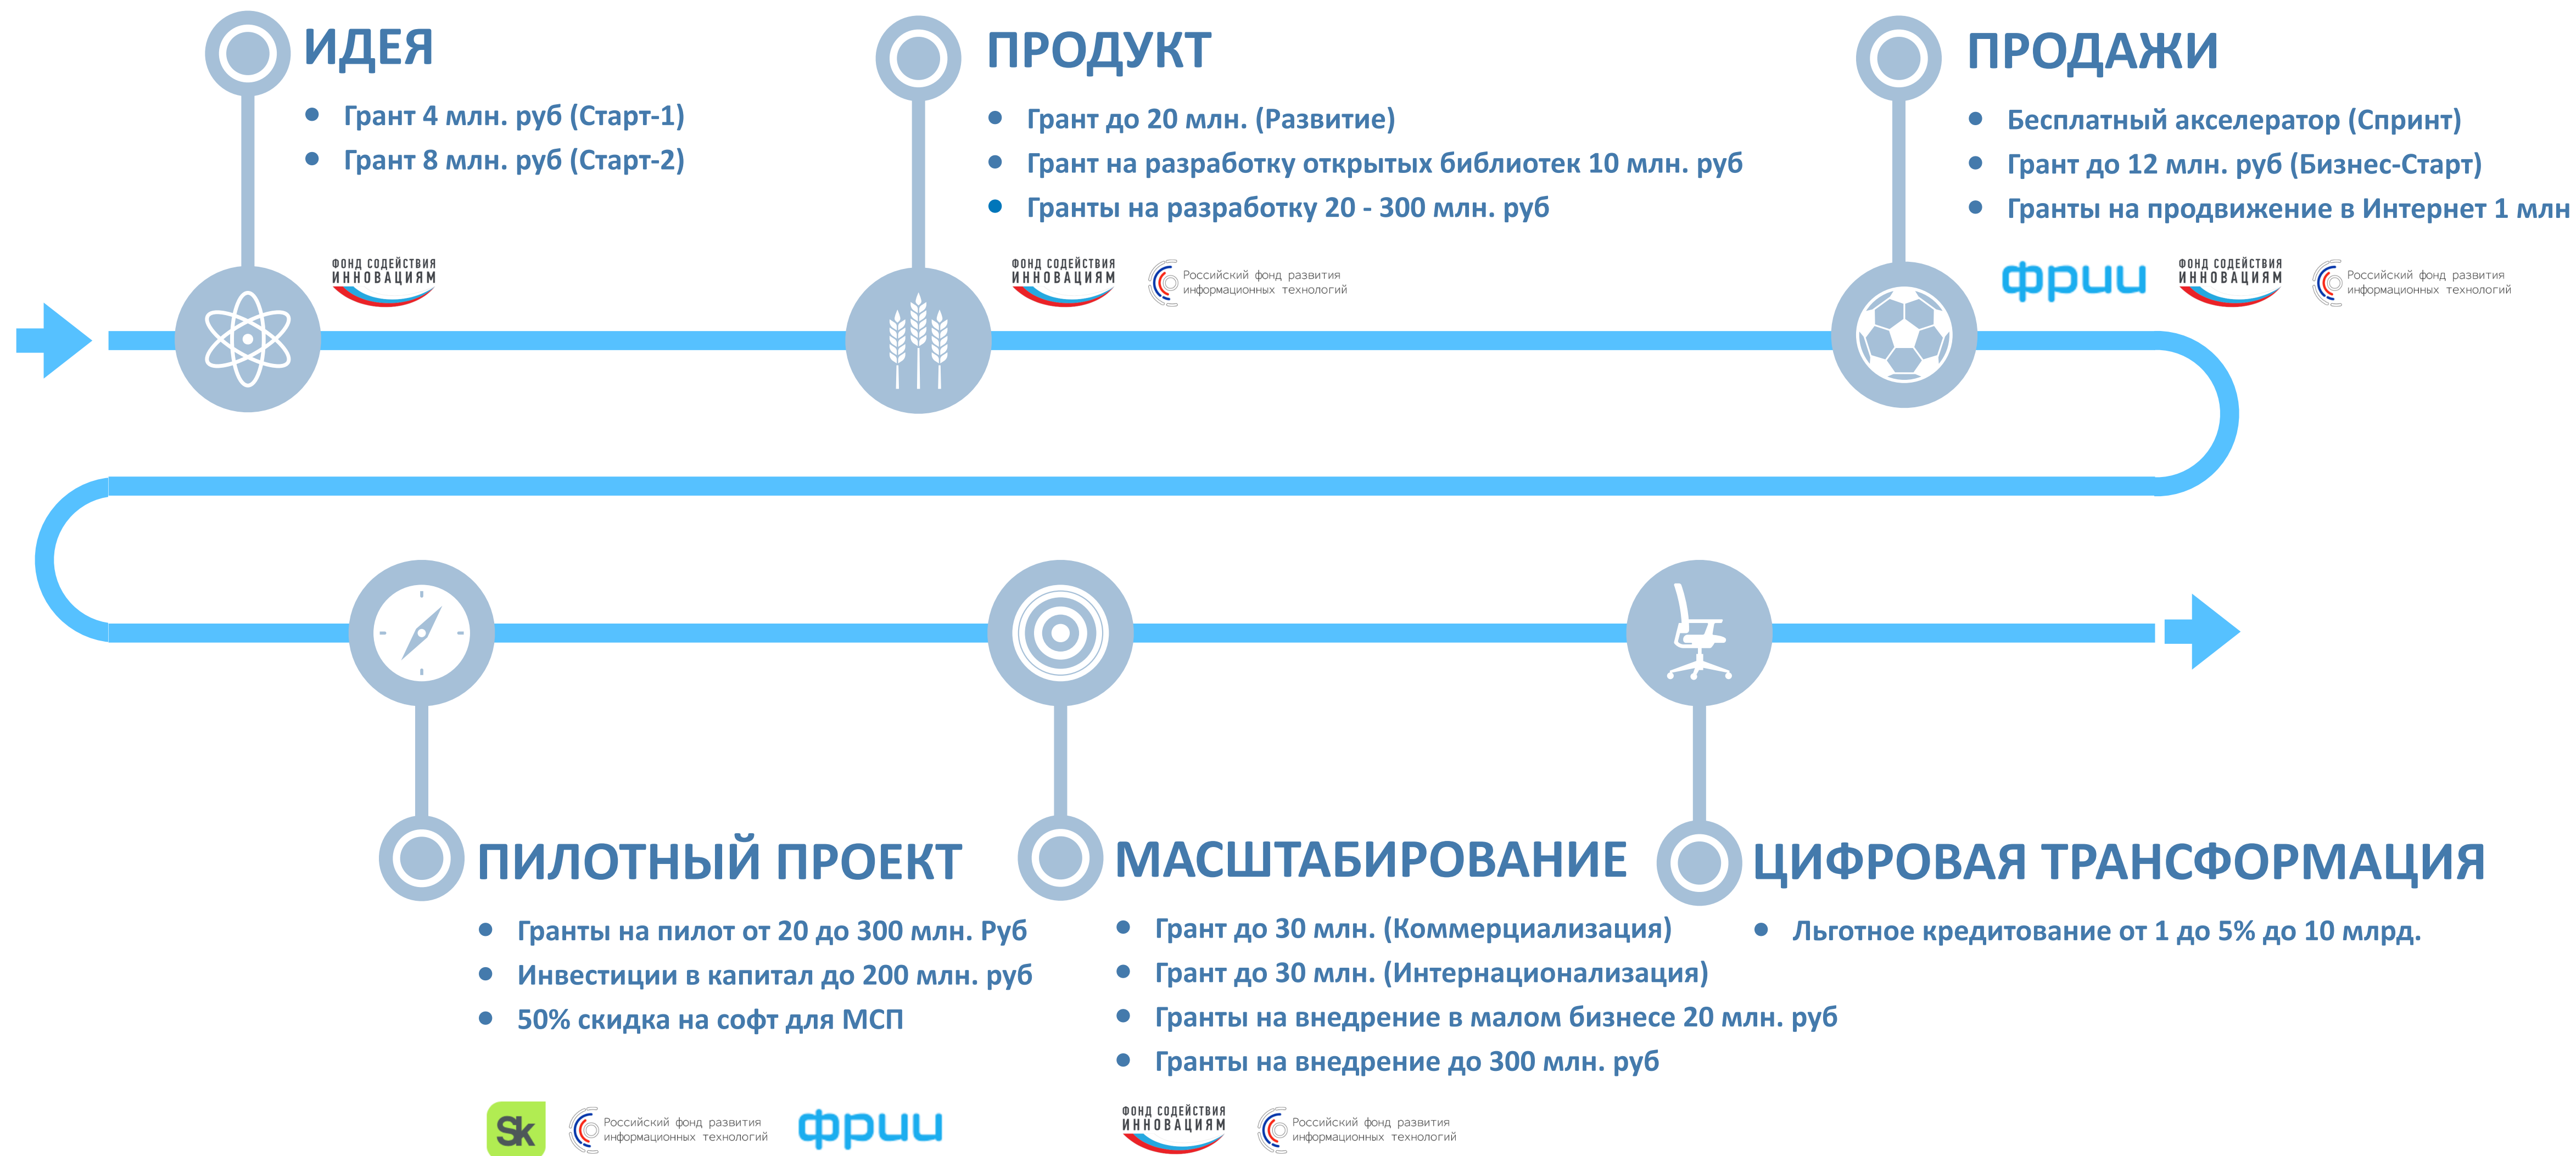 ИДЕЯ
Грант 4 млн. руб (Старт-1)
Грант 8 млн. руб (Старт-2)
ФОНД СОДЕЙСТВИЯ
ИННОВАЦИЯМ
ПРОДУКТ
Грант до 20 млн. (Развитие)
Грант на разработку открытых библиотек 10 млн. руб
Гранты на разработку 20 - 300 млн. руб
ФОНД СОДЕЙСТВИЯ
ИННОВАЦИЯМ
Российский фонд развития
информационных технологий
ПРОДАЖИ
Бесплатный акселератор (Спринт)
Грант до 12 млн. руб (Бизнес-Старт)
Гранты на продвижение в Интернет 1 млн
фрии
ФОНД СОДЕЙСТВИЯ
ИННОВАЦИЯМ
Российский фонд развития
информационных технологий
ПИЛОТНЫЙ ПРОЕКТ
Гранты на пилот от 20 до 300 млн. Руб
Инвестиции в капитал до 200 млн. руб
50% скидка на софт для МСП
Sk
Российский фонд развития
информационных технологий
фрии
МАСШТАБИРОВАНИЕ
Грант до 30 млн. (Коммерциализация)
Грант до 30 млн. (Интернационализация)
Гранты на внедрение в малом бизнесе 20 млн. руб
Гранты на внедрение до 300 млн. руб
ФОНД СОДЕЙСТВИЯ
ИННОВАЦИЯМ
Российский фонд развития
информационных технологий
ЦИФРОВАЯ ТРАНСФОРМАЦИЯ
Льготное кредитование от 1 до 5% до 10 млрд.